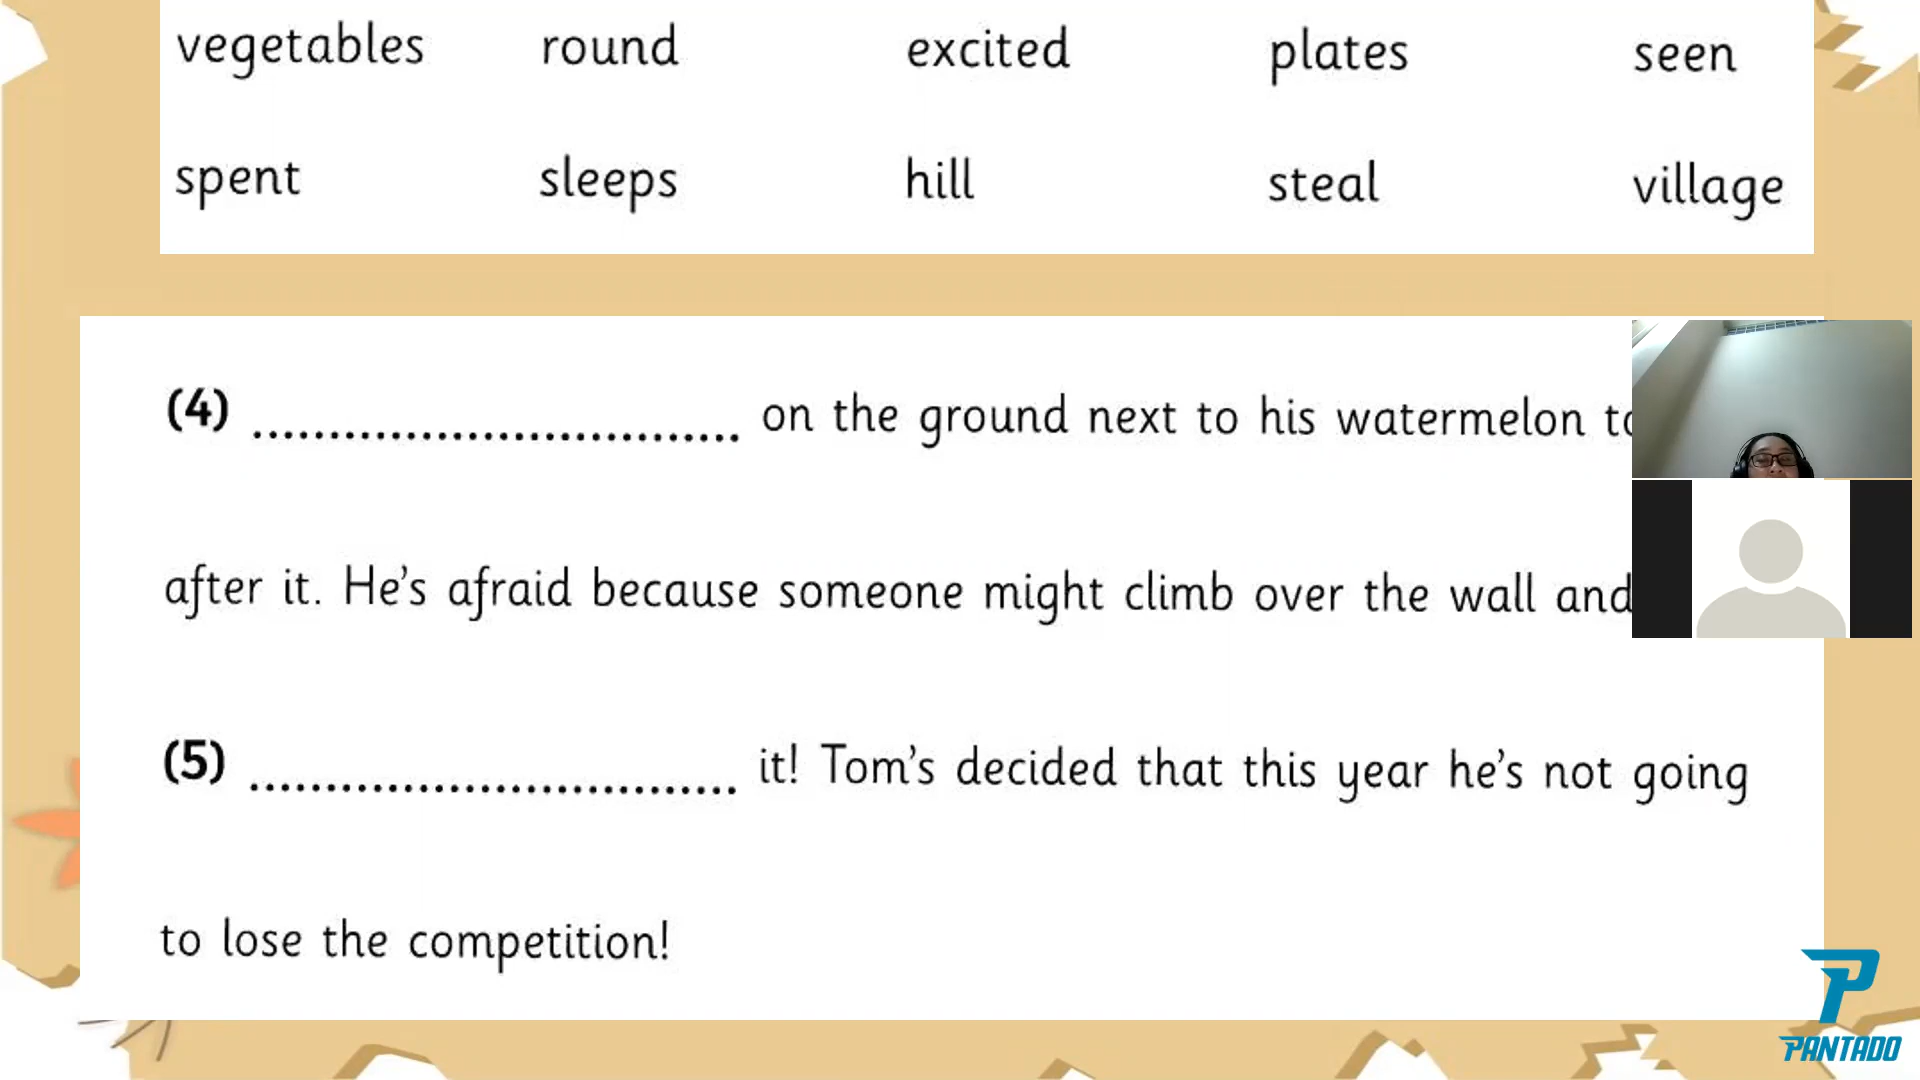 vegetables round excited plates seen
spent sleeps hill steal village
(4) ................................ on the ground next to his watermelon
after it. He's afraid because someone might climb over the wall and
(5) ................................ it! Tom's decided that this year he's not going
to lose the competition!
PANTADO